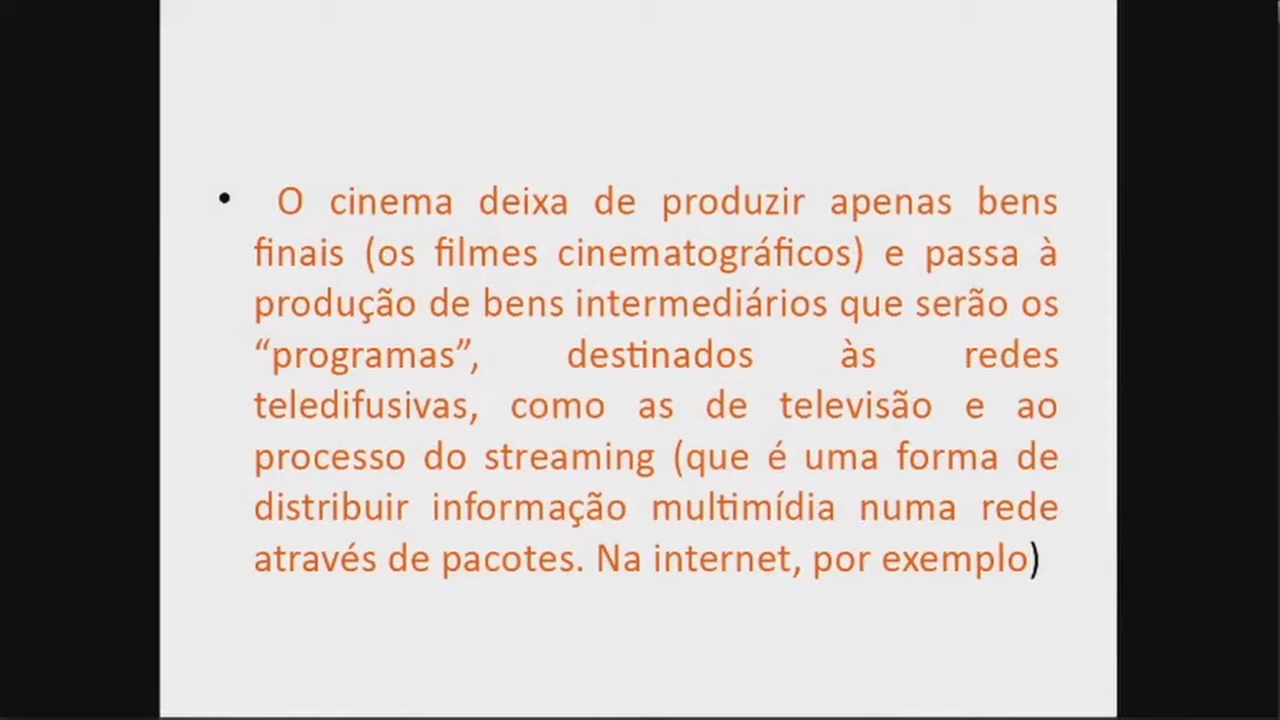 • O cinema deixa de produzir apenas bens
finais (os filmes cinematográficos) e passa à
produção de bens intermediários que serão os
“programas”, destinados às redes
teledifusivas, como as de televisão e ao
processo do streaming (que é uma forma de
distribuir informação multimídia numa rede
através de pacotes. Na internet, por exemplo)